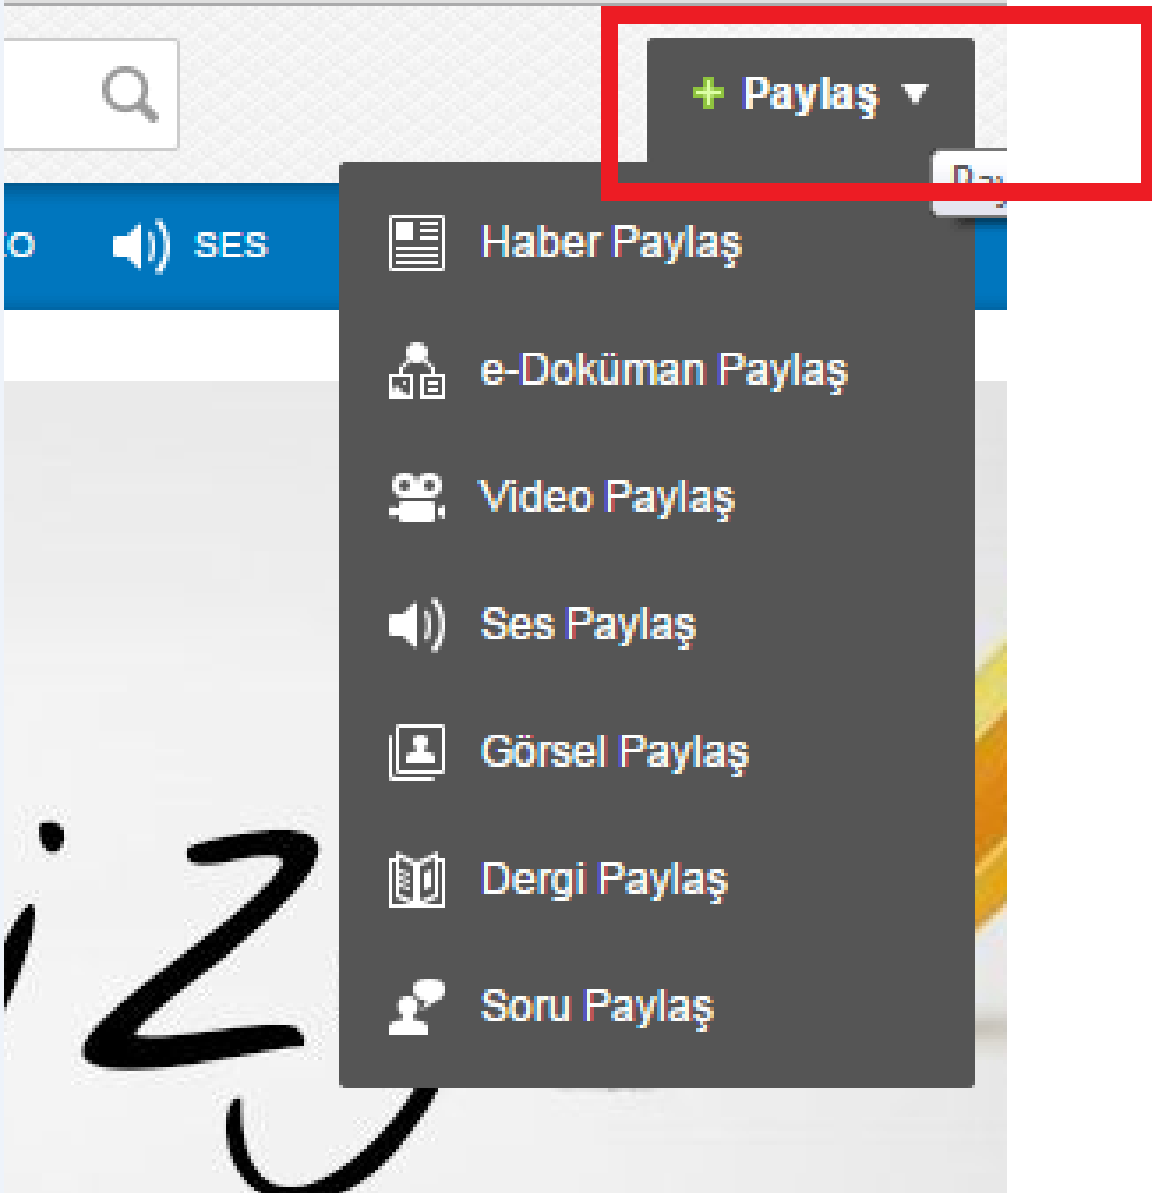 Paylaş
SES
Haber Paylaş
e-Doküman Paylaş
Video Paylaş
Ses Paylaş
Görsel Paylaş
Dergi Paylaş
Soru Paylaş